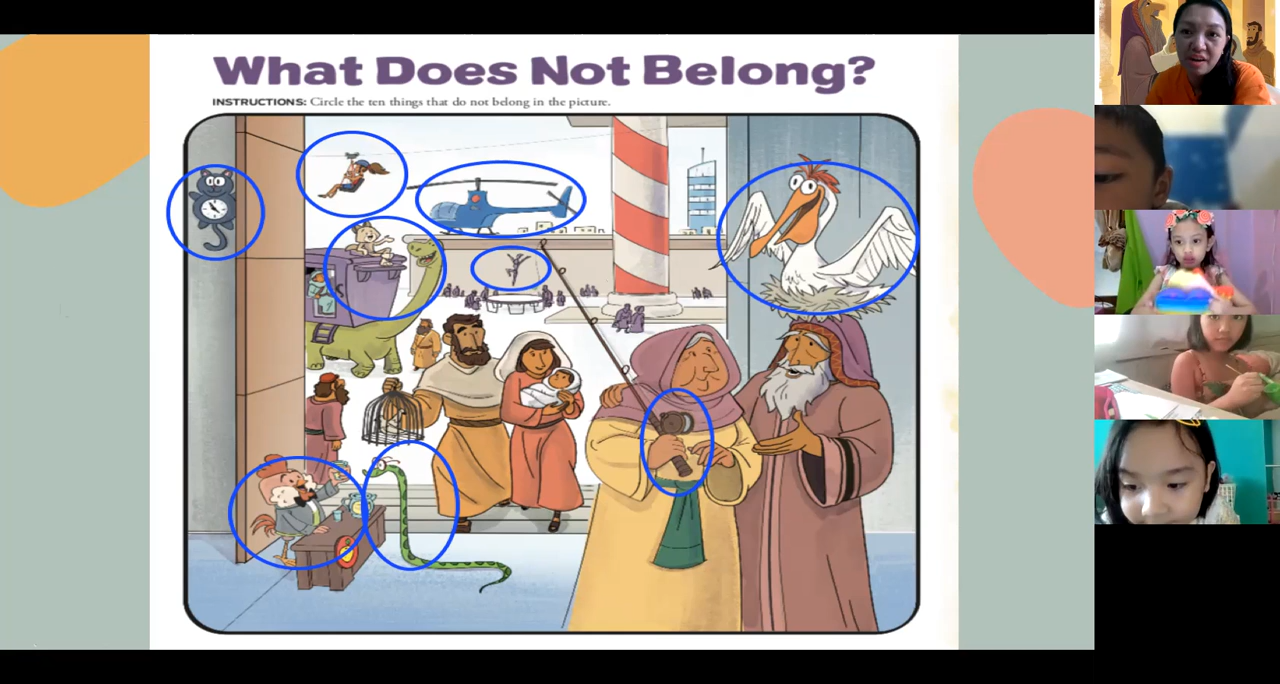 What Does Not Belong?
INSTRUCTIONS: Circle the ten things that do not belong in the picture.